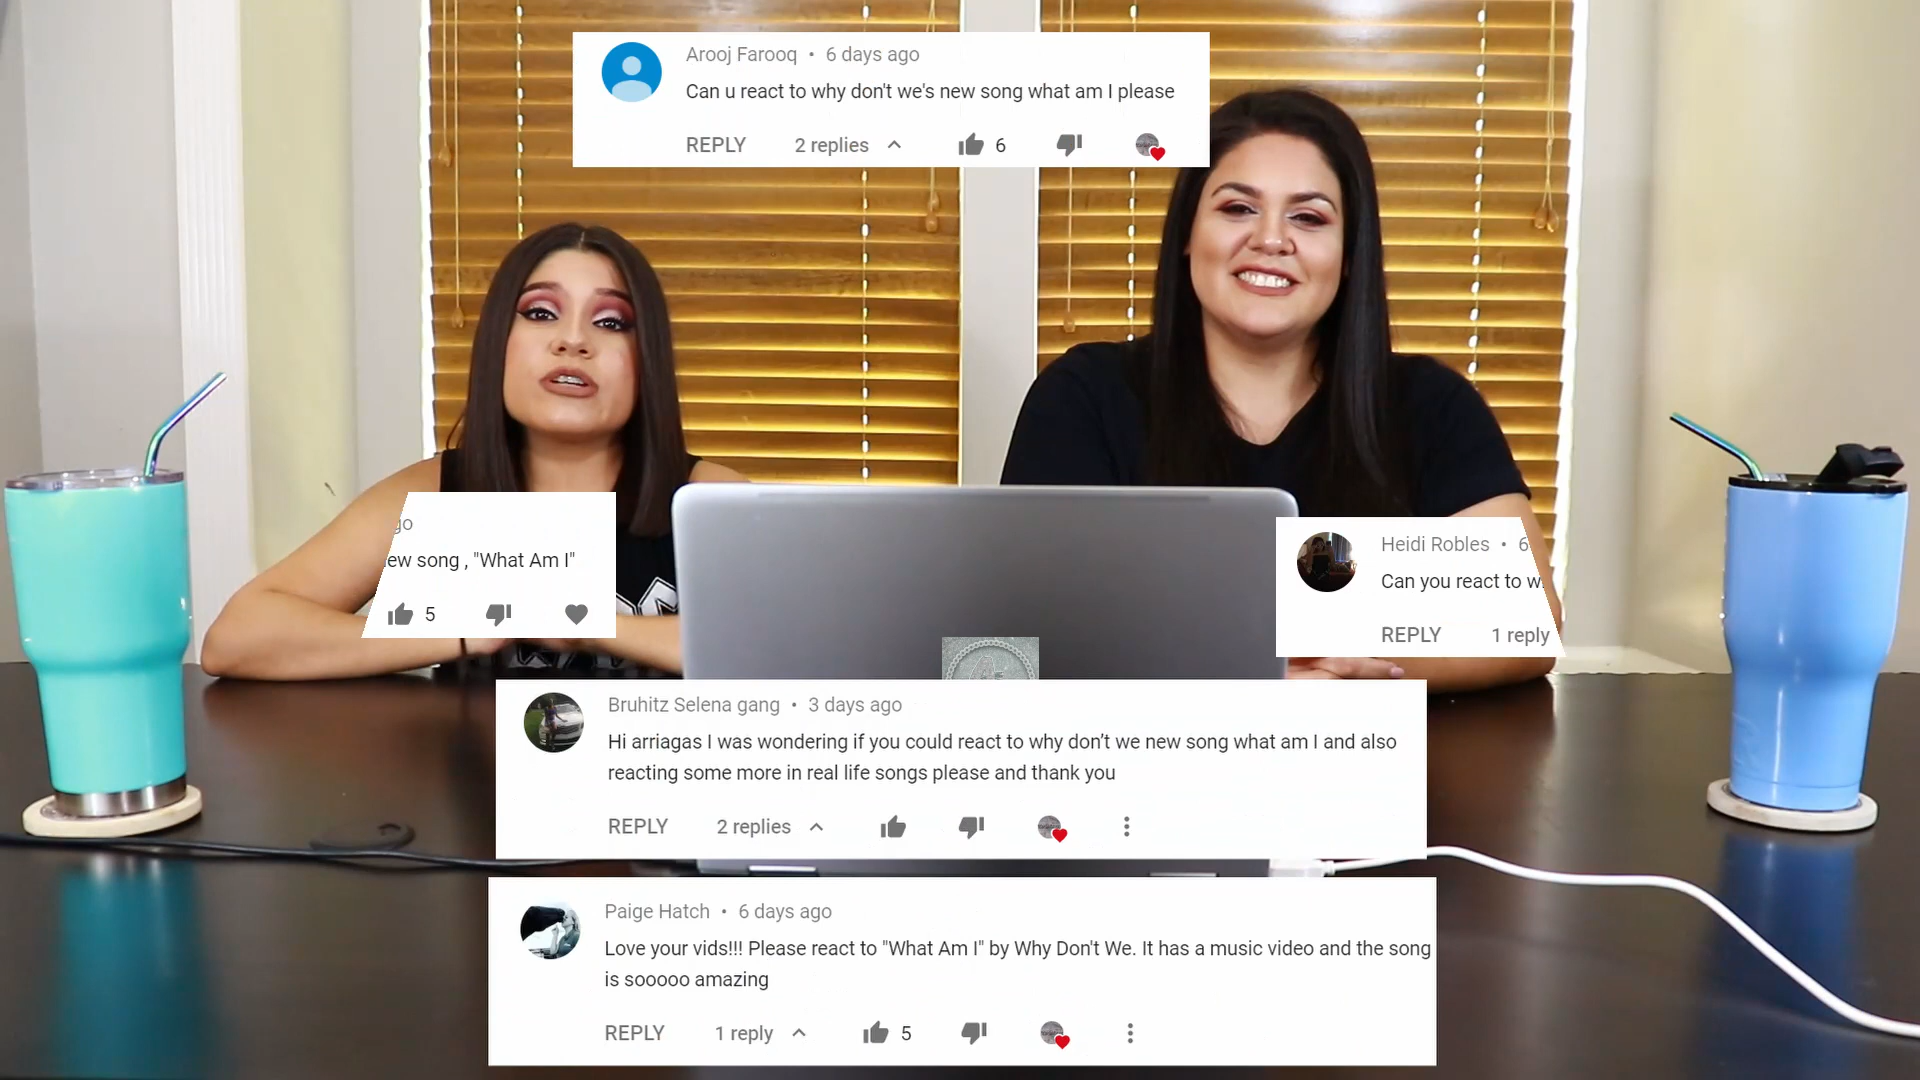 Arooj Farooq • 6 days ago
Can u react to why don't we's new song what am I please
REPLY 2 replies 6
go
ew song , "What Am I"
5
Heidi Robles • 6
Can you react to w
REPLY 1 reply
Bruhitz Selena gang • 3 days ago
Hi arriagas I was wondering if you could react to why don't we new song what am I and also
reacting some more in real life songs please and thank you
REPLY 2 replies
Paige Hatch • 6 days ago
Love your vids!!! Please react to "What Am I" by Why Don't We. It has a music video and the song
is sooooo amazing
REPLY 1 reply 5